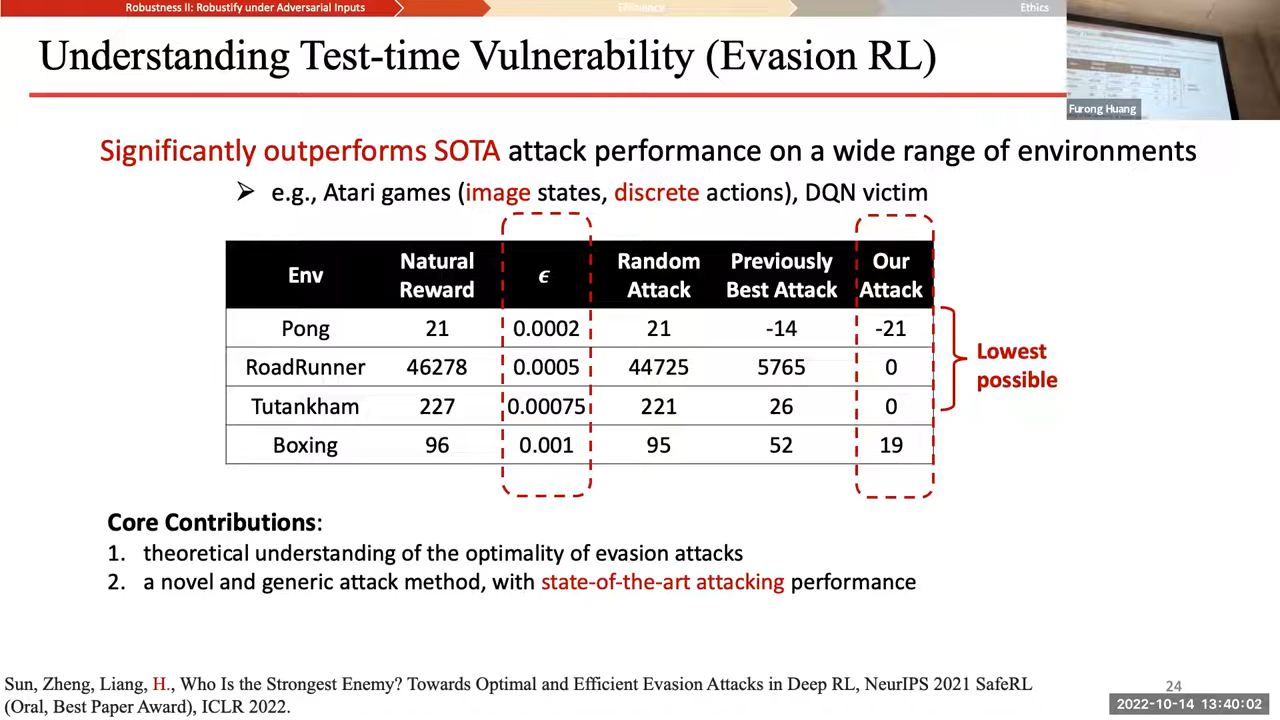 Robustness II: Robustify under Adversarial Inputs
Efficiency
Ethics
Understanding Test-time Vulnerability (Evasion RL)
Furong Huang
Significantly outperforms SOTA attack performance on a wide range of environments
➢ e.g., Atari games (image states, discrete actions), DQN victim
Env Natural Reward ϵ Random Attack Previously Best Attack Our Attack
Pong 21 0.0002 21 -14 -21
RoadRunner 46278 0.0005 44725 5765 0
Tutankham 227 0.00075 221 26 0
Boxing 96 0.001 95 52 19
Lowest
possible
Core Contributions:
1. theoretical understanding of the optimality of evasion attacks
2. a novel and generic attack method, with state-of-the-art attacking performance
Sun, Zheng, Liang, H., Who Is the Strongest Enemy? Towards Optimal and Efficient Evasion Attacks in Deep RL, NeurIPS 2021 SafeRL
(Oral, Best Paper Award), ICLR 2022.
24
2022-10-14 13:40:02